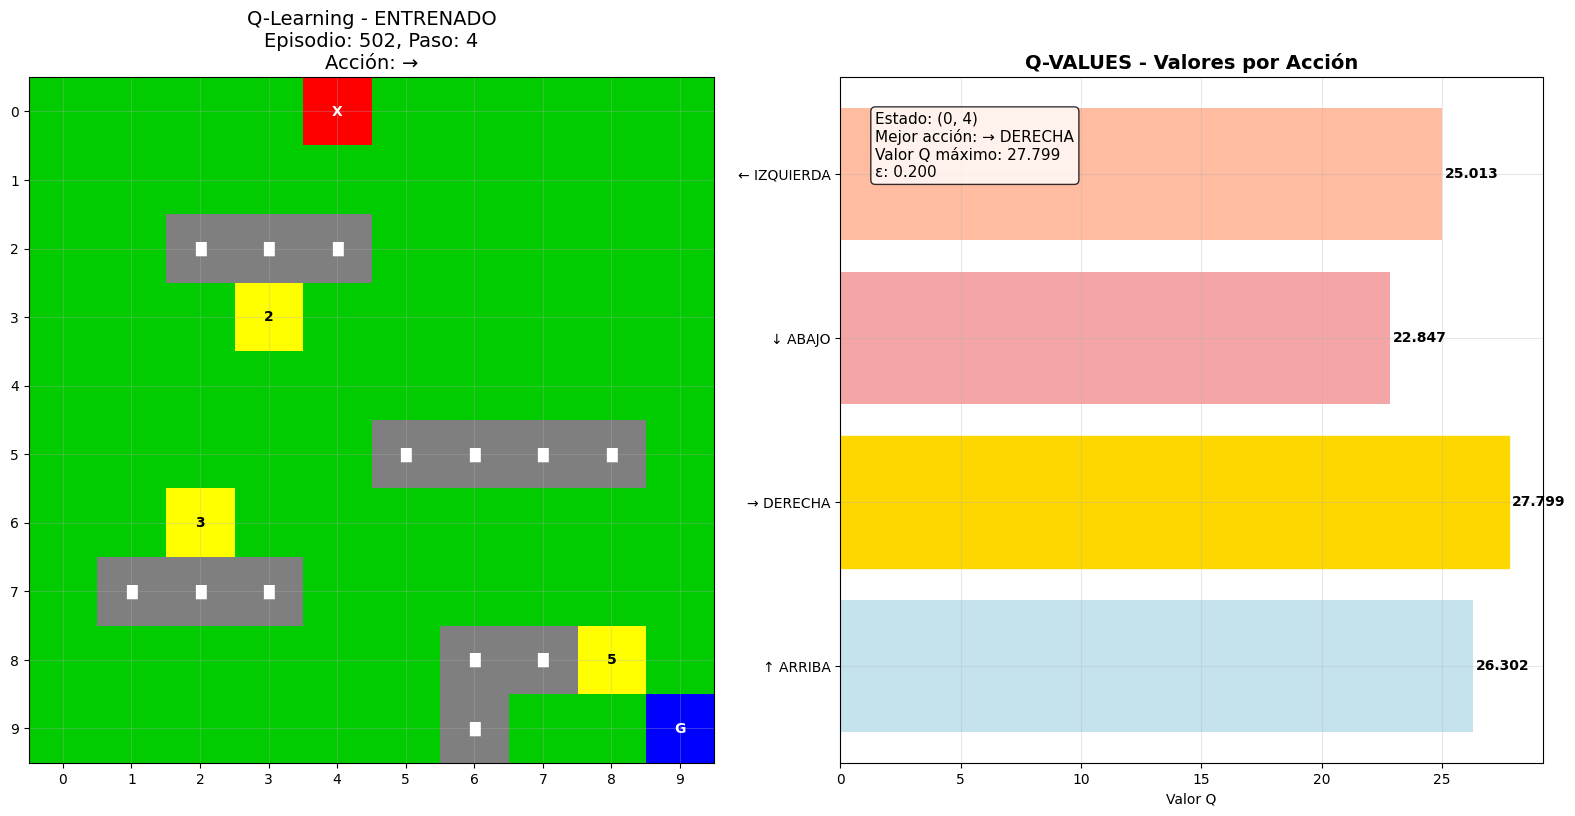 Q-Learning - ENTRENADO
Episodio: 502, Paso: 4
Acción: →
0
X
1
2
3
2
4
5
6
3
7
8
5
9
G
0 1 2 3 4 5 6 7 8 9
Q-VALUES - Valores por Acción
Estado: (0, 4)
Mejor acción: → DERECHA
Valor Q máximo: 27.799
ε: 0.200
← IZQUIERDA
25.013
↓ ABAJO
22.847
→ DERECHA
27.799
↑ ARRIBA
26.302
0 5 10 15 20 25
Valor Q